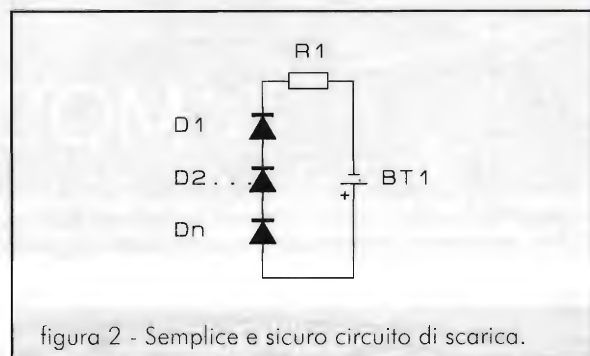 R1
D1
D2...
BT1
+
Dn
figura 2 - Semplice e sicuro circuito di scarica.